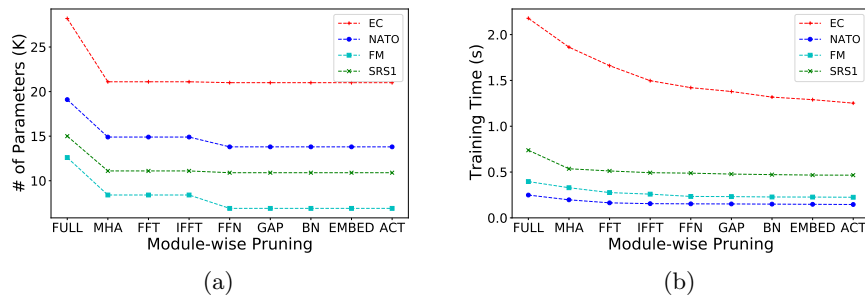 # of Parameters (K)
25
20
15
10
EC
NATO
FM
SRS1
FULL MHA FFT IFFT FFN GAP BN EMBED ACT
Module-wise Pruning
(a)
Training Time (s)
2.0
1.5
1.0
0.5
0.0
EC
NATO
FM
SRS1
FULL MHA FFT IFFT FFN GAP BN EMBED ACT
Module-wise Pruning
(b)